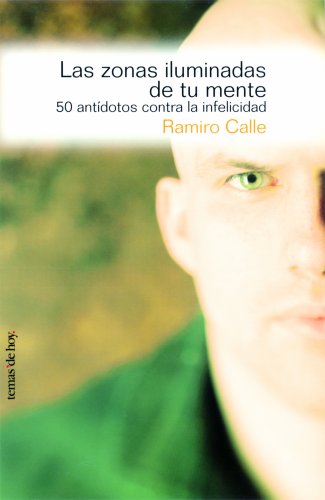 Las zonas iluminadas
de tu mente
50 antídotos contra la infelicidad
Ramiro Calle
temas'de hoy.